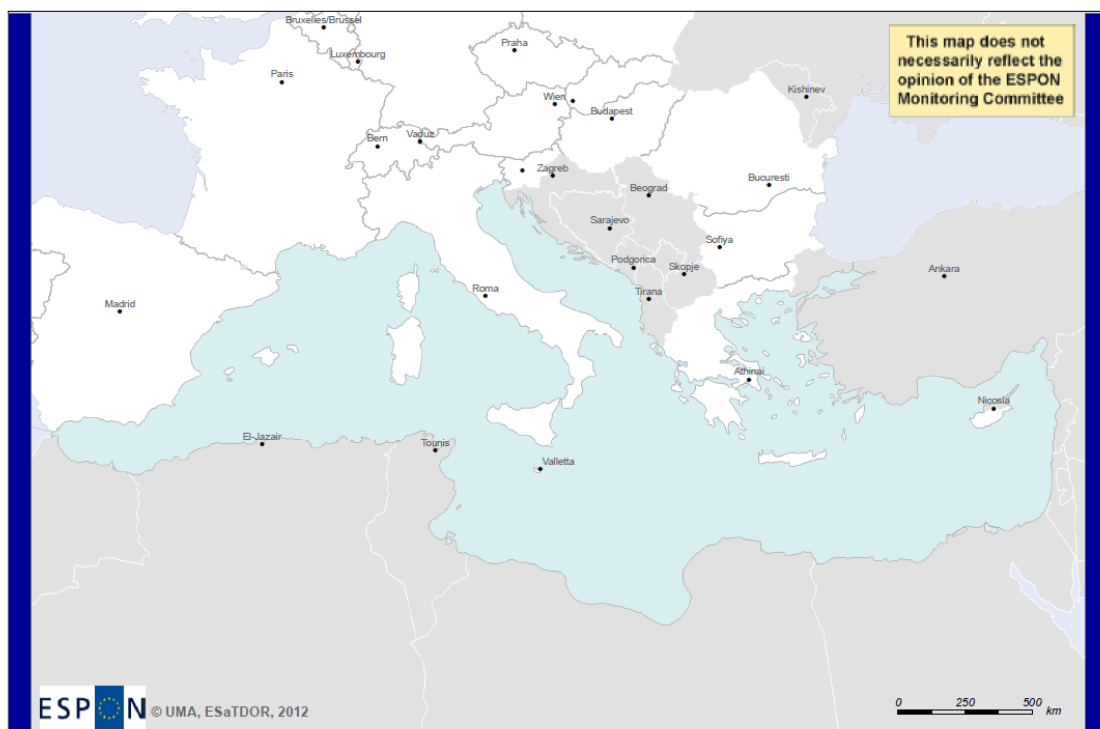 Bruxelles/Brussel
This map does not
necessarily reflect the
opinion of the ESPON
Monitoring Committee
Praha
Luxembourg
Paris
Kishinev
Wien
Budapest
Bern
Vaduz
Zagreb
Bucuresti
Beograd
Sarajevo
Sofiya
Podgorica
Skopje
Ankara
Roma
Tirana
Madrid
Athinai
Nicosia
El-Jazair
Tounis
Valletta
ESPON
© UMA, ESaTDOR, 2012
0 250 500
km